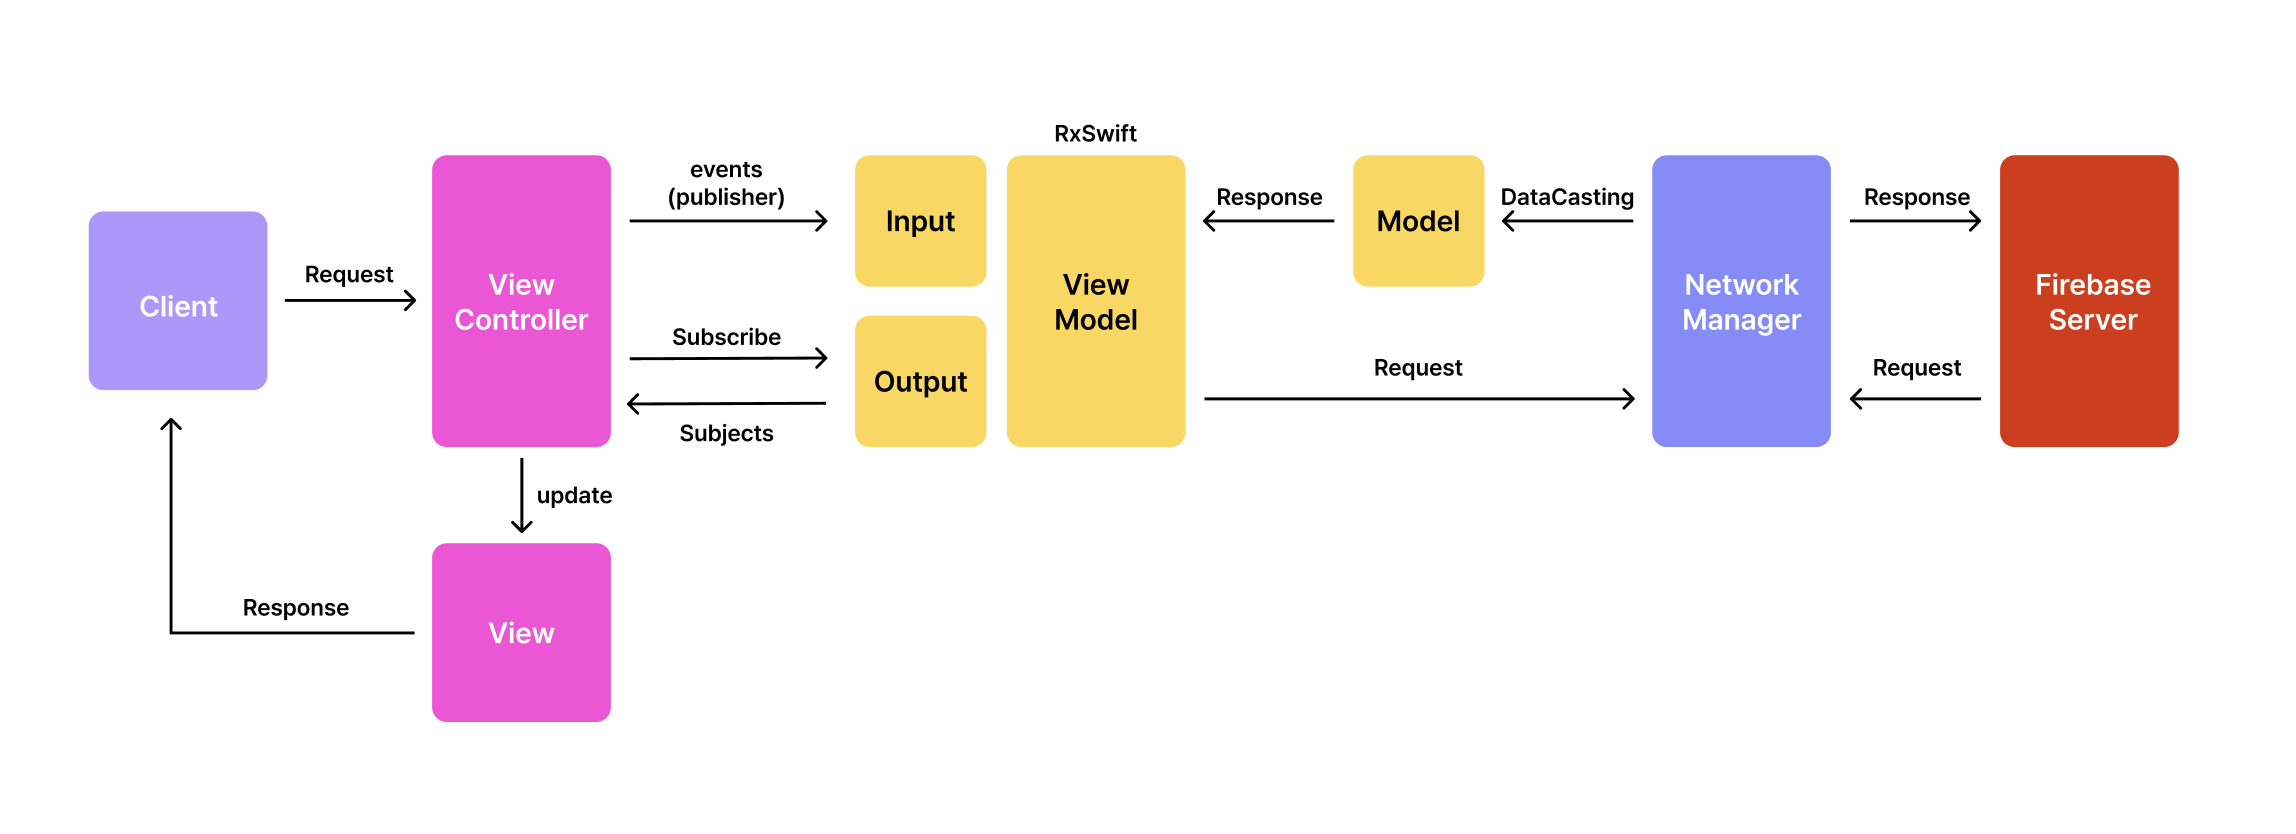 RxSwift
events
(publisher)
Input
Response
Model
DataCasting
Response
Client
Request
View
Controller
View
Model
Network
Manager
Firebase
Server
Subscribe
Output
Request
Request
Subjects
update
Response
View